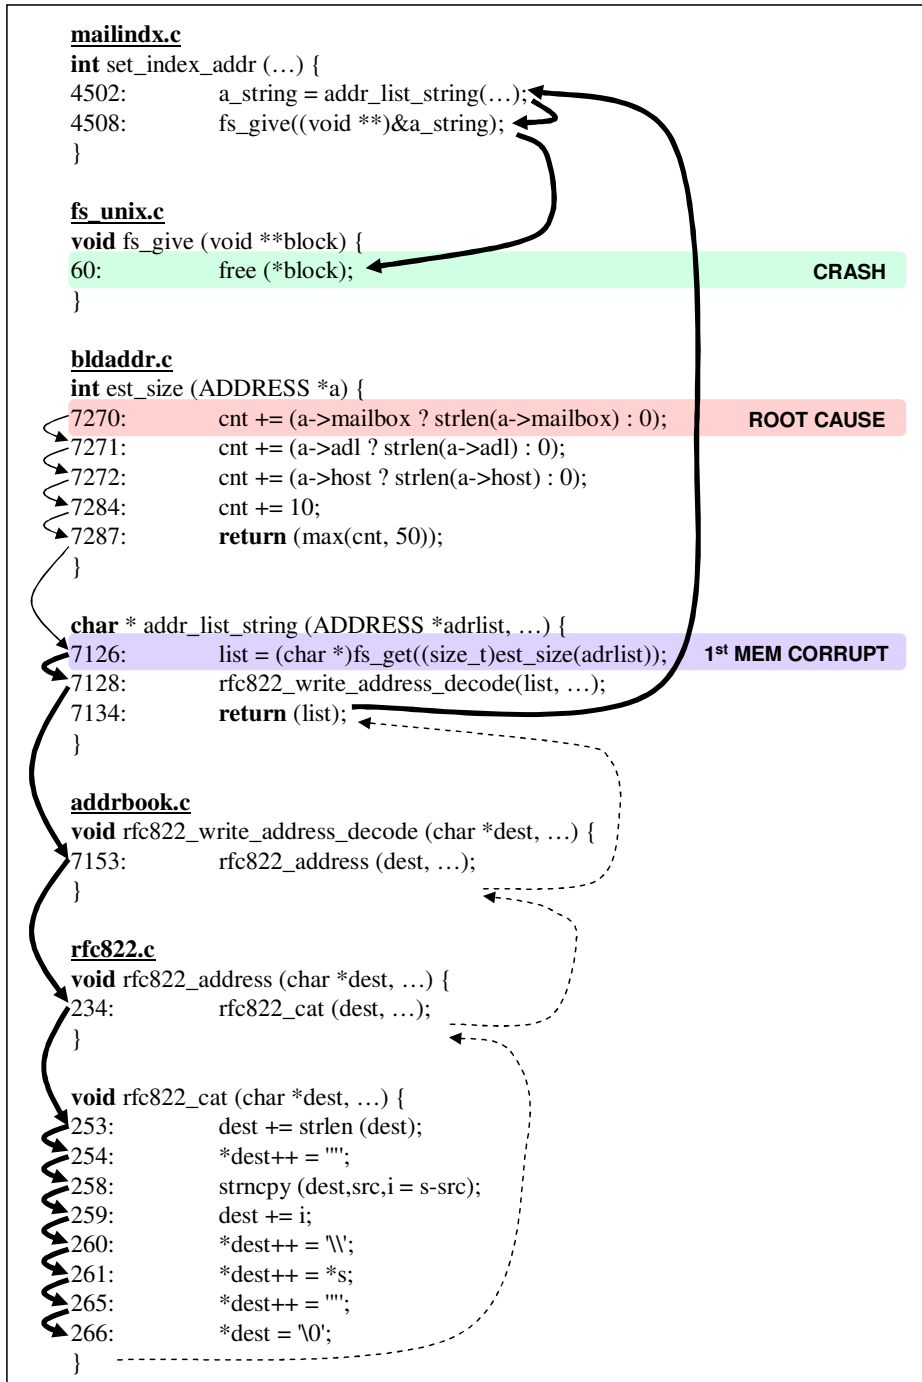 mailindx.c
int set_index_addr (…) {
4502: a_string = addr_list_string(…);
4508: fs_give((void **)&a_string);
}
fs_unix.c
void fs_give (void **block) {
60: free (*block); CRASH
}
bldaddr.c
int est_size (ADDRESS *a) {
7270: cnt += (a->mailbox ? strlen(a->mailbox) : 0); ROOT CAUSE
7271: cnt += (a->adl ? strlen(a->adl) : 0);
7272: cnt += (a->host ? strlen(a->host) : 0);
7284: cnt += 10;
7287: return (max(cnt, 50));
}
char * addr_list_string (ADDRESS *adrlist, …) {
7126: list = (char *)fs_get((size_t)est_size(adrlist)); 1st MEM CORRUPT
7128: rfc822_write_address_decode(list, …);
7134: return (list);
}
addrbook.c
void rfc822_write_address_decode (char *dest, …) {
7153: rfc822_address (dest, …);
}
rfc822.c
void rfc822_address (char *dest, …) {
234: rfc822_cat (dest, …);
}
void rfc822_cat (char *dest, …) {
253: dest += strlen (dest);
254: *dest++ = '"';
258: strncpy (dest,src,i = s-src);
259: dest += i;
260: *dest++ = '\\';
261: *dest++ = *s;
265: *dest++ = '"';
266: *dest = '\0';
}